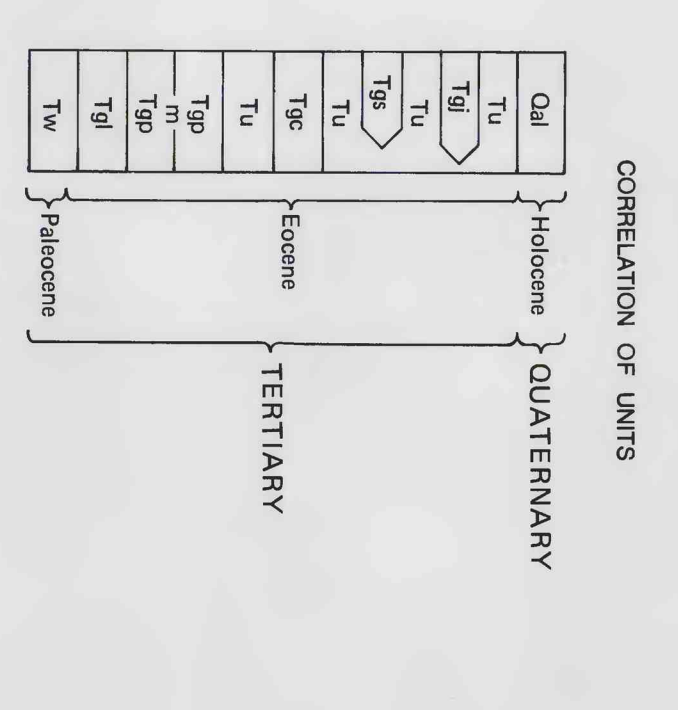 CORRELATION OF UNITS
Qal
Tu
Tgj
Tu
Tgs
Tu
Tgc
Tu
Tgp
m
Tgp
Tgl
Tw
Holocene
Eocene
Paleocene
QUATERNARY
TERTIARY